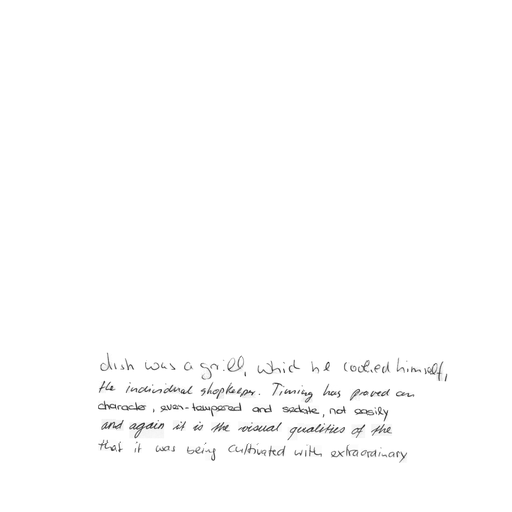 dish was a grill, which he cooked himself,
the individual shopkeeper. Timing has proved an
character, even-tempered and sedate, not easily
and again it is the visual qualities of the
that it was being cultivated with extraordinary